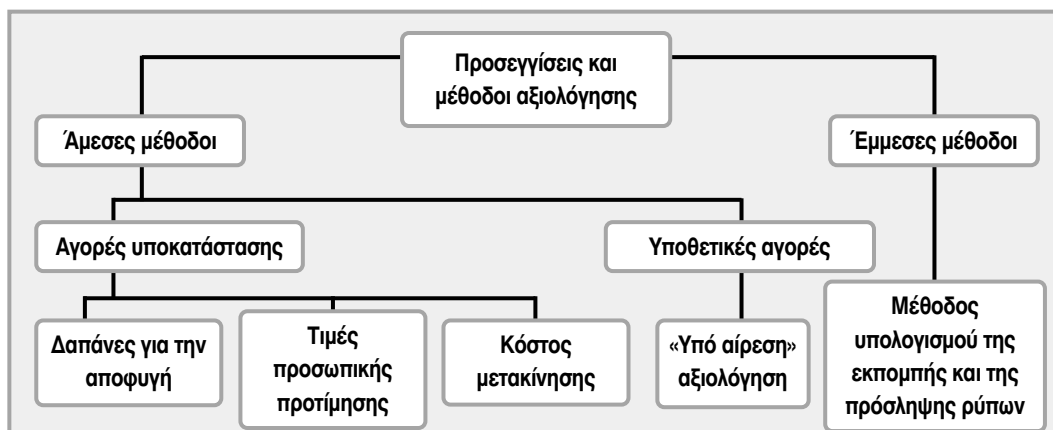 Προσεγγίσεις και
μέθοδοι αξιολόγησης
Άμεσες μέθοδοι
Έμμεσες μέθοδοι
Αγορές υποκατάστασης
Υποθετικές αγορές
Δαπάνες για την
αποφυγή
Τιμές
προσωπικής
προτίμησης
Κόστος
μετακίνησης
«Υπό αίρεση»
αξιολόγηση
Μέθοδος
υπολογισμού της
εκπομπής και της
πρόσληψης ρύπων